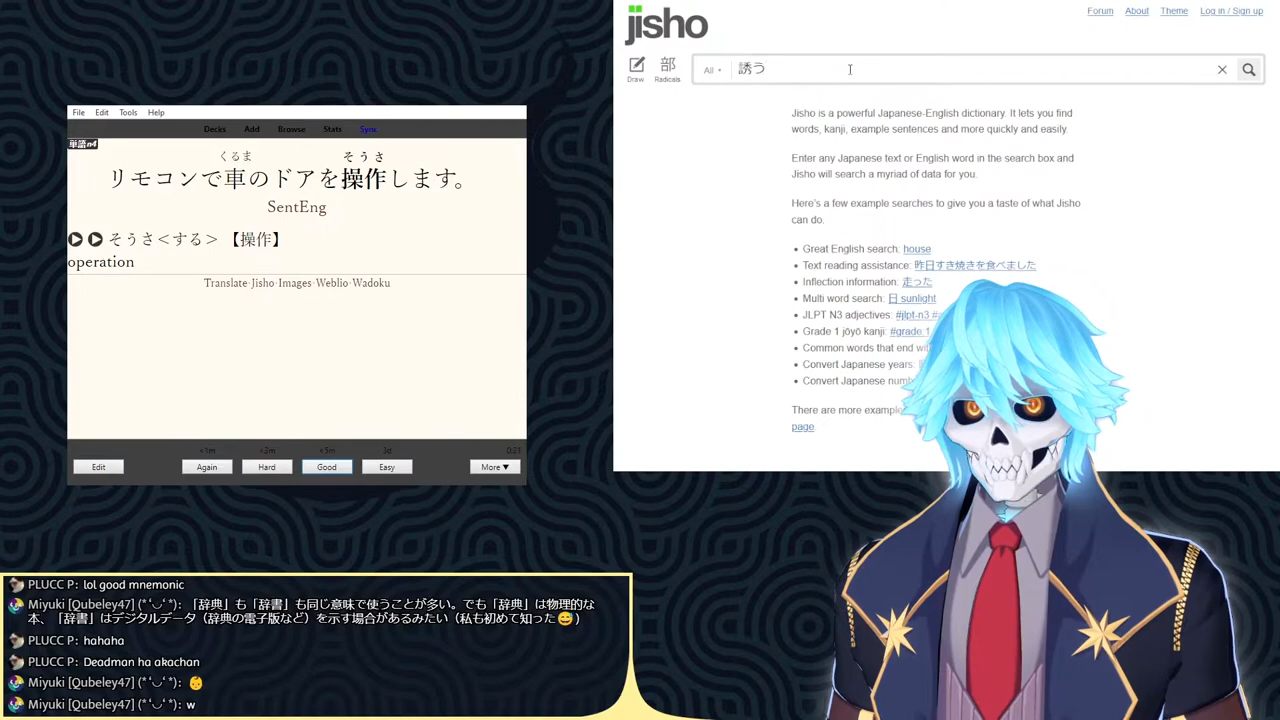 File Edit Tools Help
Decks Add Browse Stats Sync
単語n4
くるま そうさ
リモコンで車のドアを操作します。
SentEng
そうさ＜する＞ 【操作】
operation
Translate·Jisho·Images·Weblio·Wadoku
<1m <2m <5m 3d 0:31
Edit Again Hard Good Easy More ▼
jisho
Forum About Theme Log in / Sign up
Draw 部 Radicals
All 誘う
Jisho is a powerful Japanese-English dictionary. It lets you find
words, kanji, example sentences and more quickly and easily.
Enter any Japanese text or English word in the search box and
Jisho will search a myriad of data for you.
Here's a few example searches to give you a taste of what Jisho
can do.
Great English search: house
Text reading assistance: 昨日すき焼きを食べました
Inflection information: 走った
Multi word search: 日 sunlight
JLPT N3 adjectives: #jlpt-n3
Grade 1 jōyō kanji: #grade:1
Common words that end wit
Convert Japanese years:
Convert Japanese numb
There are more exampl
page
PLUCC P: lol good mnemonic
Miyuki [Qubeley47] (*❛◡❛*): 「辞典」も「辞書」も同じ意味で使うことが多い。でも「辞典」は物理的な
本、「辞書」はデジタルデータ（辞典の電子版など）を示す場合があるみたい（私も初めて知った😅）
PLUCC P: hahaha
PLUCC P: Deadman ha akachan
Miyuki [Qubeley47] (*❛◡❛*): 👶
Miyuki [Qubeley47] (*❛◡❛*): w